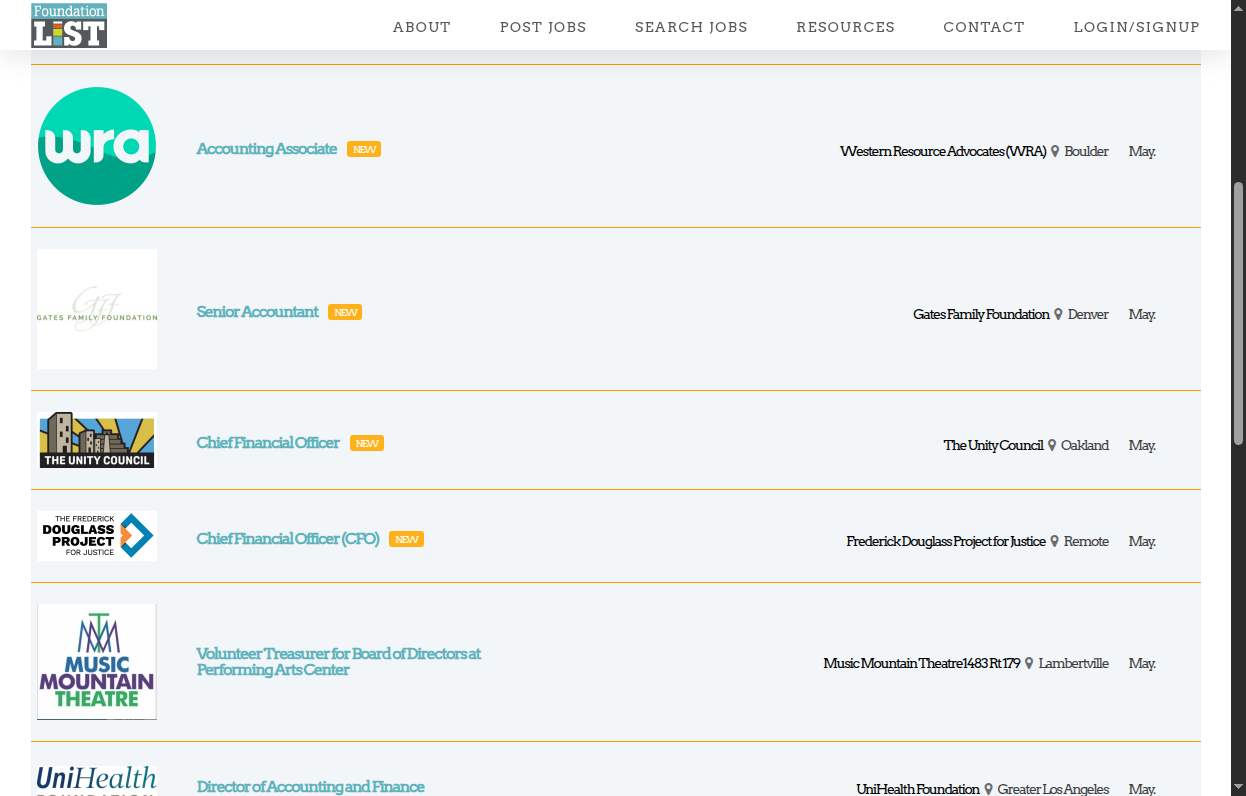 Foundation
LIST
ABOUT
POST JOBS
SEARCH JOBS
RESOURCES
CONTACT
LOGIN/SIGNUP
wra
Accounting Associate NEW
Western Resource Advocates (WRA) Boulder May.
GFF
GATES FAMILY FOUNDATION
Senior Accountant NEW
Gates Family Foundation Denver May.
THE UNITY COUNCIL
Chief Financial Officer NEW
The Unity Council Oakland May.
THE FREDERICK
DOUGLASS
PROJECT
FOR JUSTICE
Chief Financial Officer (CFO) NEW
Frederick Douglass Project for Justice Remote May.
MUSIC
MOUNTAIN
THEATRE
Volunteer Treasurer for Board of Directors at
Performing Arts Center
Music Mountain Theatre1483 Rt 179 Lambertville May.
UniHealth
FOUNDATION
Director of Accounting and Finance
UniHealth Foundation Greater Los Angeles May.